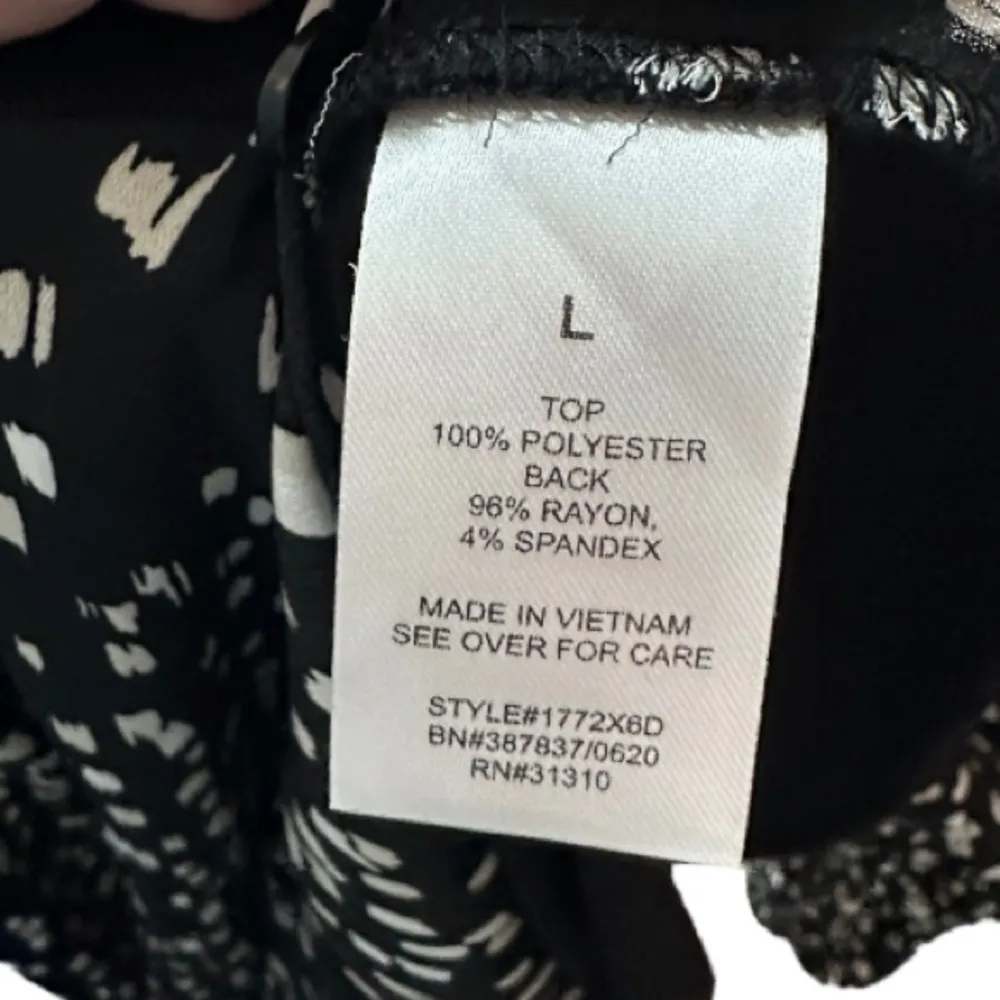 L
TOP
100% POLYESTER
BACK
96% RAYON,
4% SPANDEX
MADE IN VIETNAM
SEE OVER FOR CARE
STYLE#1772X6D
BN#387837/0620
RN#31310